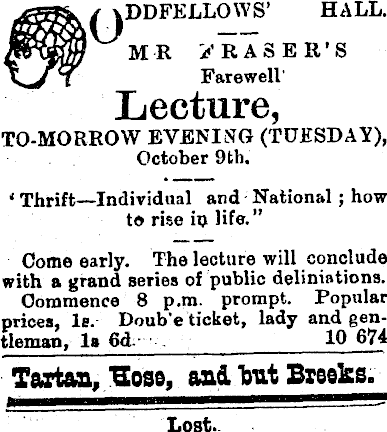 ODDFELLOWS' HALL.
MR FRASER'S
Farewell
Lecture,
TO-MORROW EVENING (TUESDAY),
October 9th.
'Thrift—Individual and National; how
to rise in life."
Come early. The lecture will conclude
with a grand series of public deliniations.
Commence 8 p.m. prompt. Popular
prices, 1s. Doub'e ticket, lady and gen-
tleman, 1s 6d. 10 674
Tartan, Hose, and but Breeks.
Lost.